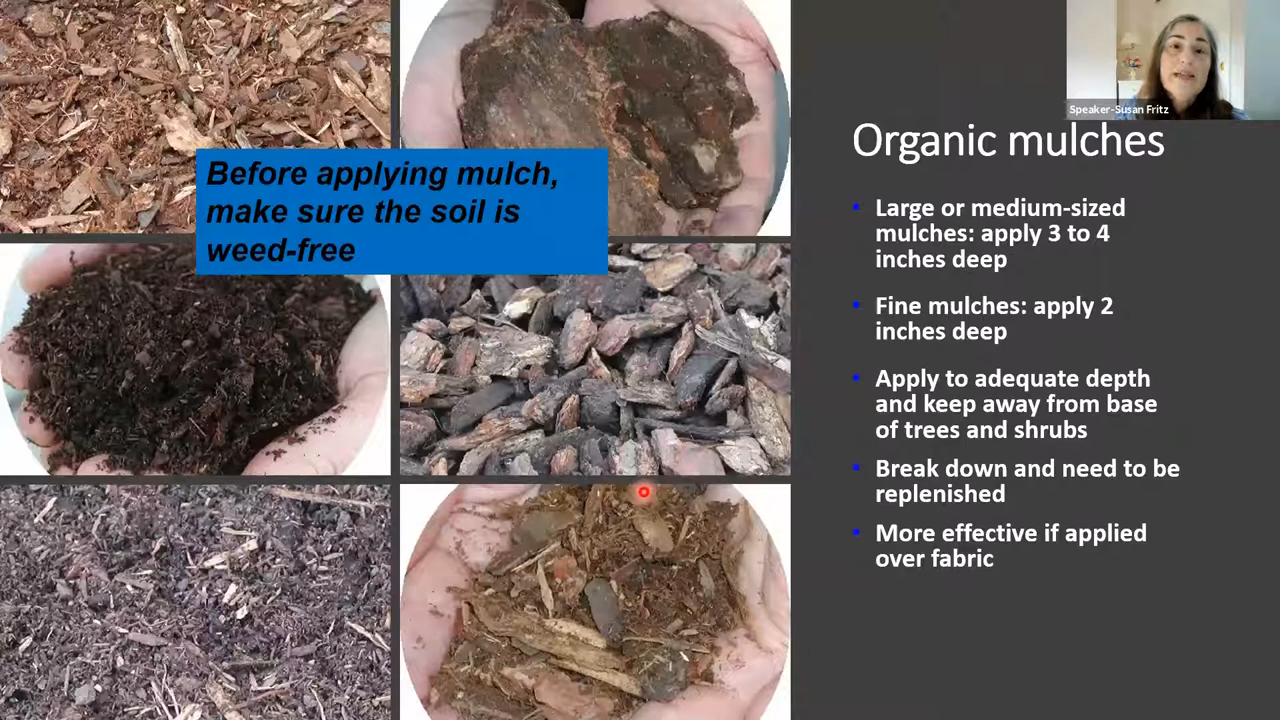 Speaker-Susan Fritz
Organic mulches
Before applying mulch,
make sure the soil is
weed-free
• Large or medium-sized
mulches: apply 3 to 4
inches deep
• Fine mulches: apply 2
inches deep
• Apply to adequate depth
and keep away from base
of trees and shrubs
• Break down and need to be
replenished
• More effective if applied
over fabric